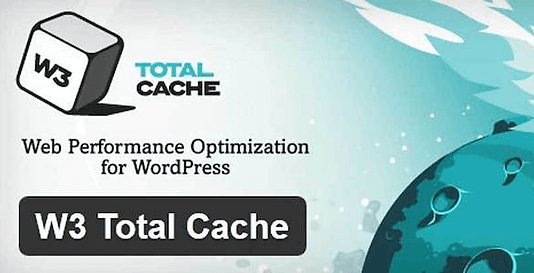 W3
TOTAL
CACHE
Web Performance Optimization
for WordPress
W3 Total Cache